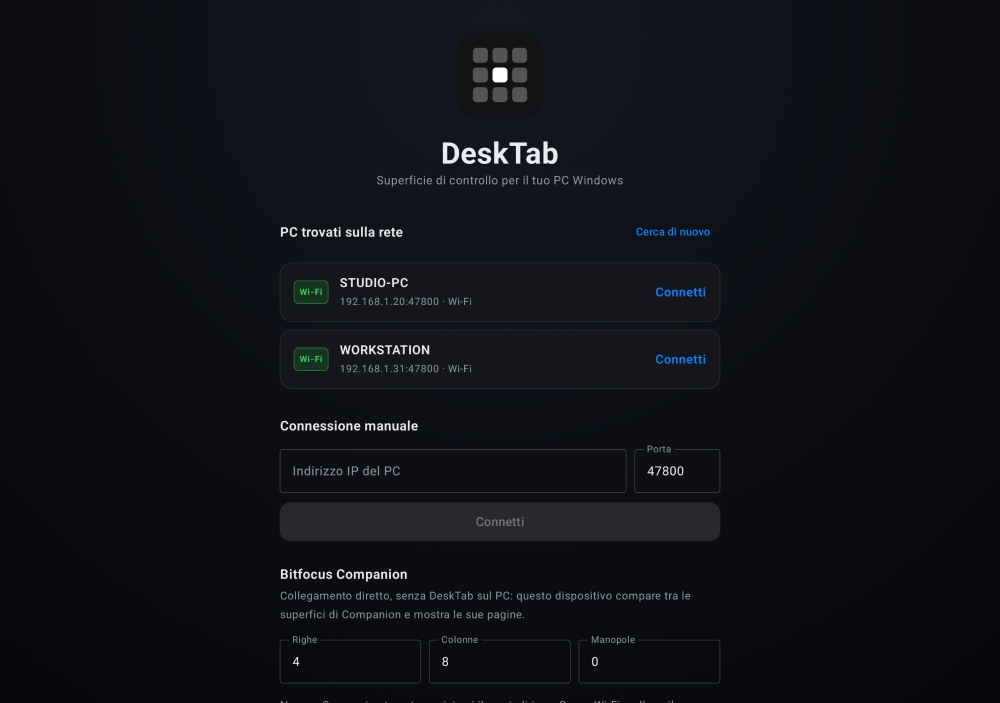 DeskTab
Superficie di controllo per il tuo PC Windows
PC trovati sulla rete
Cerca di nuovo
Wi-Fi
STUDIO-PC
192.168.1.20:47800 · Wi-Fi
Connetti
Wi-Fi
WORKSTATION
192.168.1.31:47800 · Wi-Fi
Connetti
Connessione manuale
Indirizzo IP del PC
Porta
47800
Connetti
Bitfocus Companion
Collegamento diretto, senza DeskTab sul PC: questo dispositivo compare tra le
superfici di Companion e mostra le sue pagine.
Righe
4
Colonne
8
Manopole
0